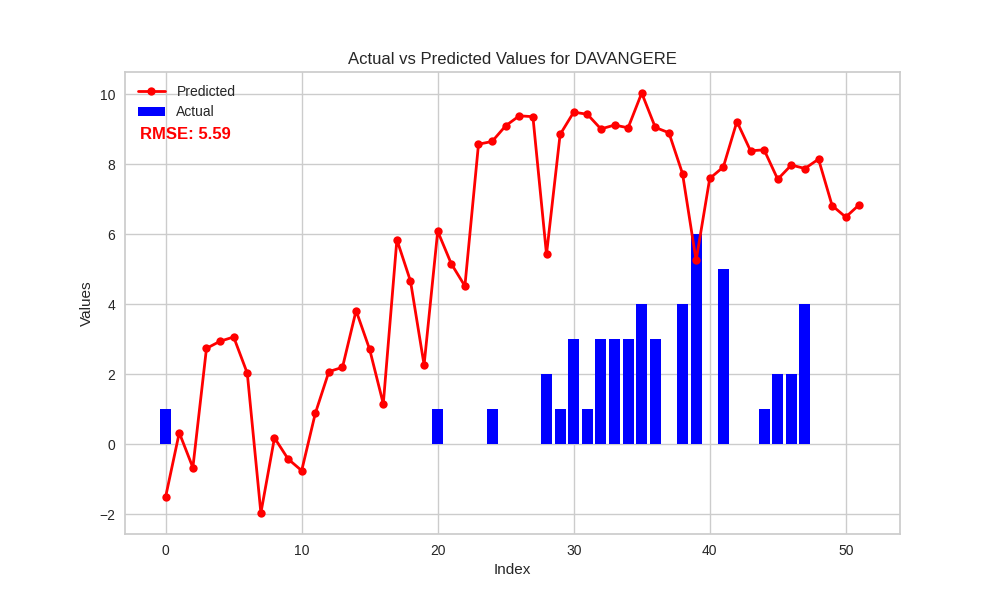 Actual vs Predicted Values for DAVANGERE
Predicted
Actual
RMSE: 5.59
10
8
6
4
2
0
−2
Values
0 10 20 30 40 50
Index